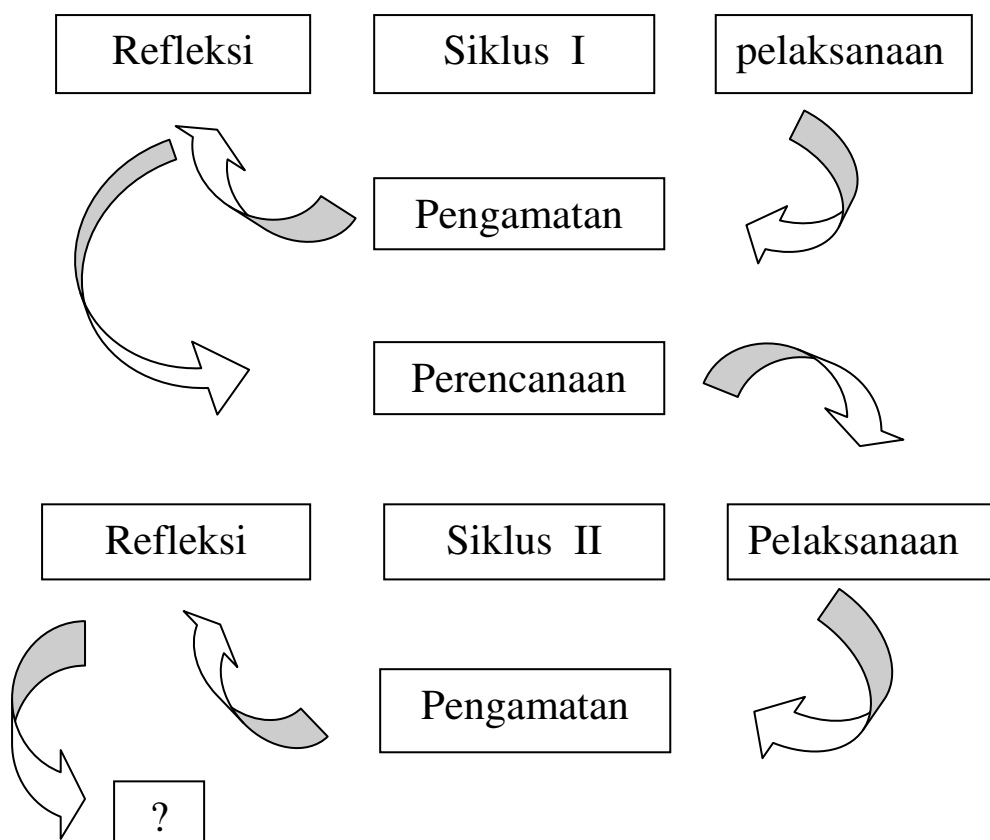 Refleksi
Siklus I
pelaksanaan
Pengamatan
Perencanaan
Refleksi
Siklus II
Pelaksanaan
Pengamatan
?